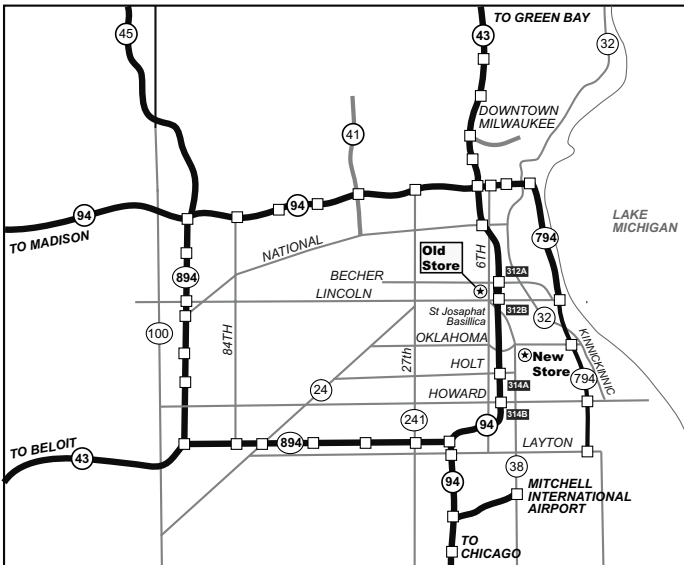 TO GREEN BAY
45
43
32
DOWNTOWN
MILWAUKEE
41
94
94
TO MADISON
LAKE
MICHIGAN
NATIONAL
6TH
794
Old
Store
894
BECHER
312A
LINCOLN
312B
St Josaphat
Basillica
32
100
84TH
OKLAHOMA
27th
New
Store
KINNICKINNIC
HOLT
24
314A
794
HOWARD
314B
241
94
TO BELOIT
43
894
LAYTON
38
94
MITCHELL
INTERNATIONAL
AIRPORT
TO
CHICAGO